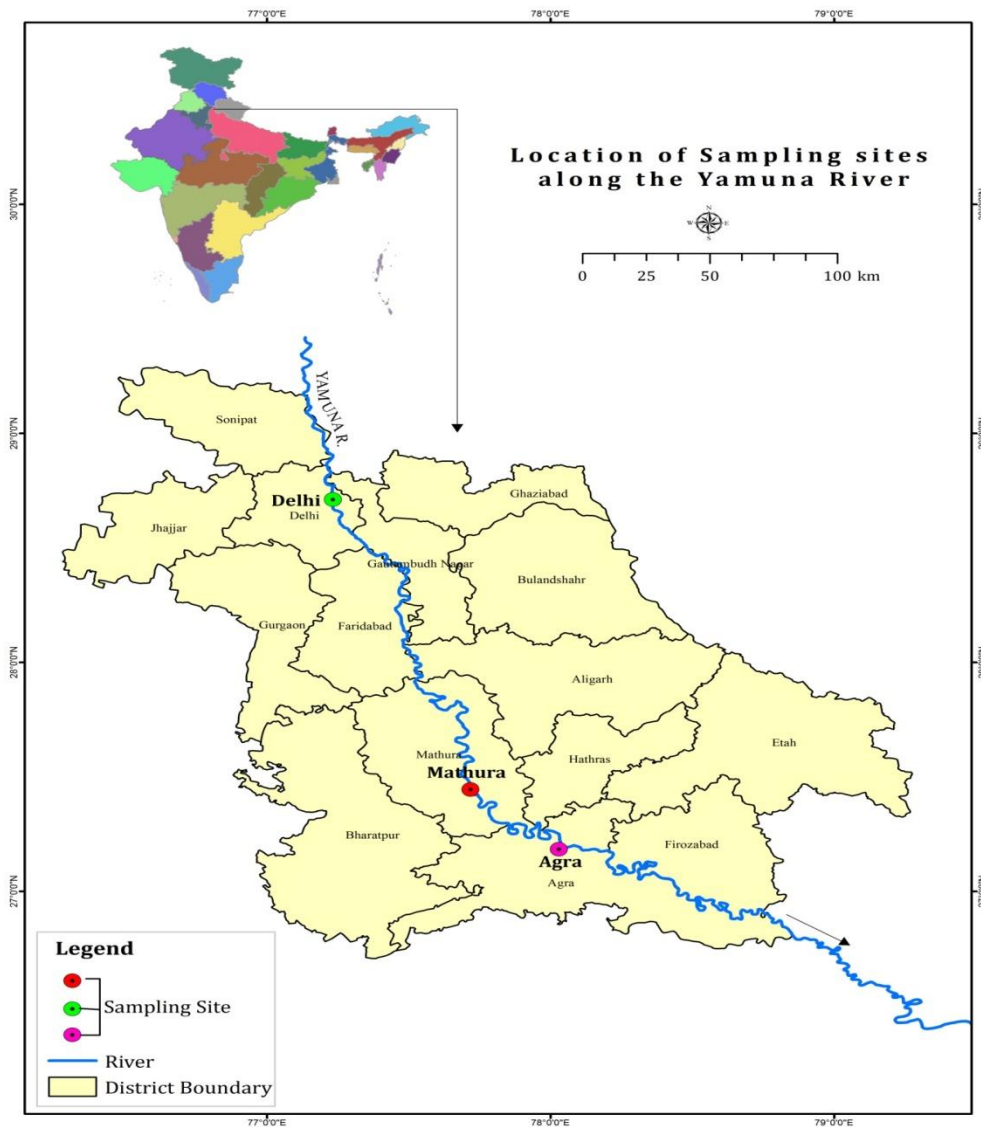 77°0'0"E
78°0'0"E
79°0'0"E
Location of Sampling sites
along the Yamuna River
N
W
E
S
0 25 50 100 km
30°0'0"N
29°0'0"N
28°0'0"N
27°0'0"N
YAMUNA R.
Sonipat
Ghaziabad
Delhi
Delhi
Jhajjar
Gautambudh Nagar
Bulandshahr
Gurgaon
Faridabad
Aligarh
Etah
Mathura
Mathura
Hathras
Bharatpur
Firozabad
Agra
Agra
Legend
Sampling Site
River
District Boundary
77°0'0"E
78°0'0"E
79°0'0"E